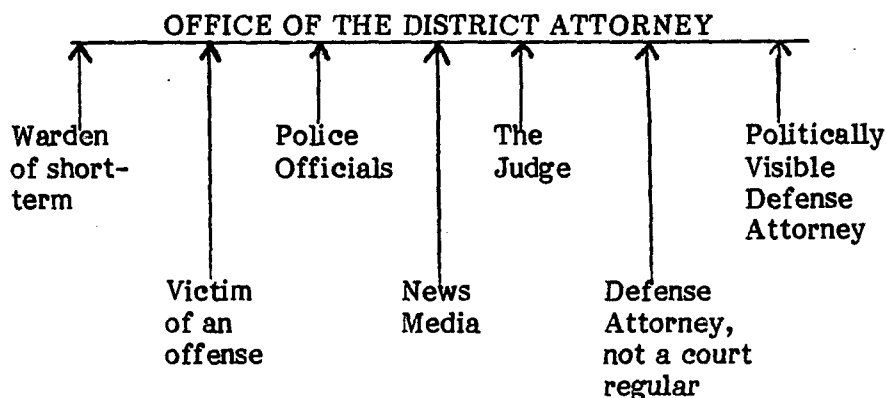 OFFICE OF THE DISTRICT ATTORNEY
Warden
of short-
term
Police
Officials
The
Judge
Politically
Visible
Defense
Attorney
Victim
of an
offense
News
Media
Defense
Attorney,
not a court
regular